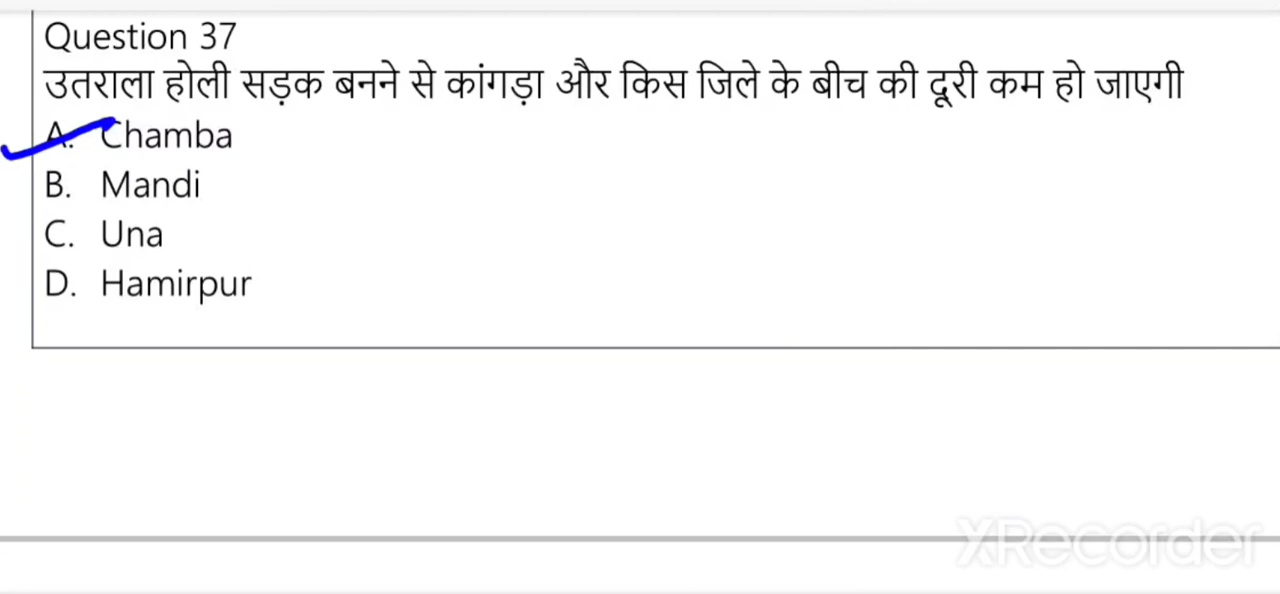 Question 37
उतराला होली सड़क बनने से कांगड़ा और किस जिले के बीच की दूरी कम हो जाएगी
A. Chamba
B. Mandi
C. Una
D. Hamirpur
XRecorder